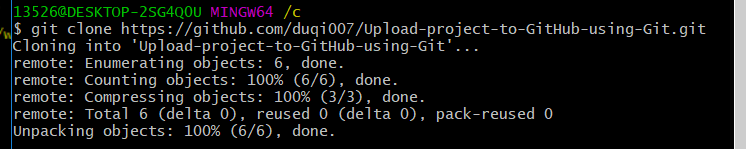 13526@DESKTOP-2SG4QOU MINGW64 /c
$ git clone https://github.com/duqi007/Upload-project-to-GitHub-using-Git.git
Cloning into 'Upload-project-to-GitHub-using-Git'...
remote: Enumerating objects: 6, done.
remote: Counting objects: 100% (6/6), done.
remote: Compressing objects: 100% (3/3), done.
remote: Total 6 (delta 0), reused 0 (delta 0), pack-reused 0
Unpacking objects: 100% (6/6), done.